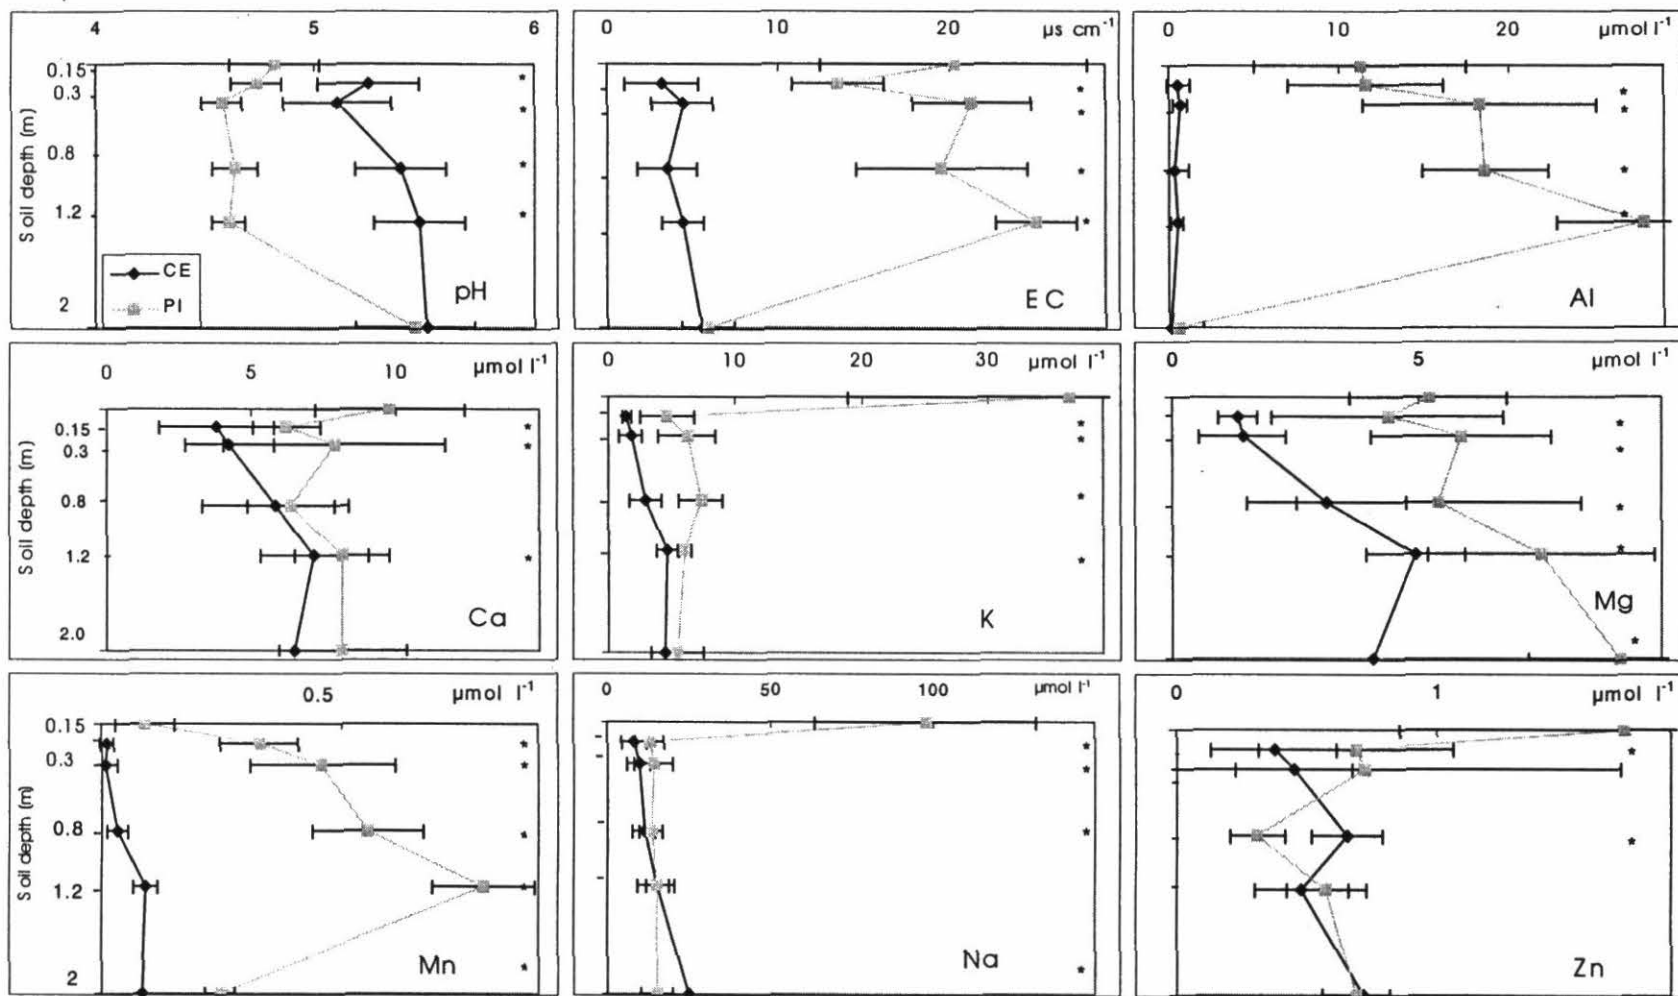 4 5 6
0.15
0.3
0.8
1.2
2
Soil depth (m)
CE
PI
pH
0 10 20 µs cm⁻¹
EC
0 10 20 µmol l⁻¹
Al
0 5 10 µmol l⁻¹
0.15
0.3
0.8
1.2
2.0
Soil depth (m)
Ca
0 10 20 30 µmol l⁻¹
K
0 5 µmol l⁻¹
Mg
0.5 µmol l⁻¹
0.15
0.3
0.8
1.2
2
Soil depth (m)
Mn
0 50 100 µmol l⁻¹
Na
0 1 µmol l⁻¹
Zn